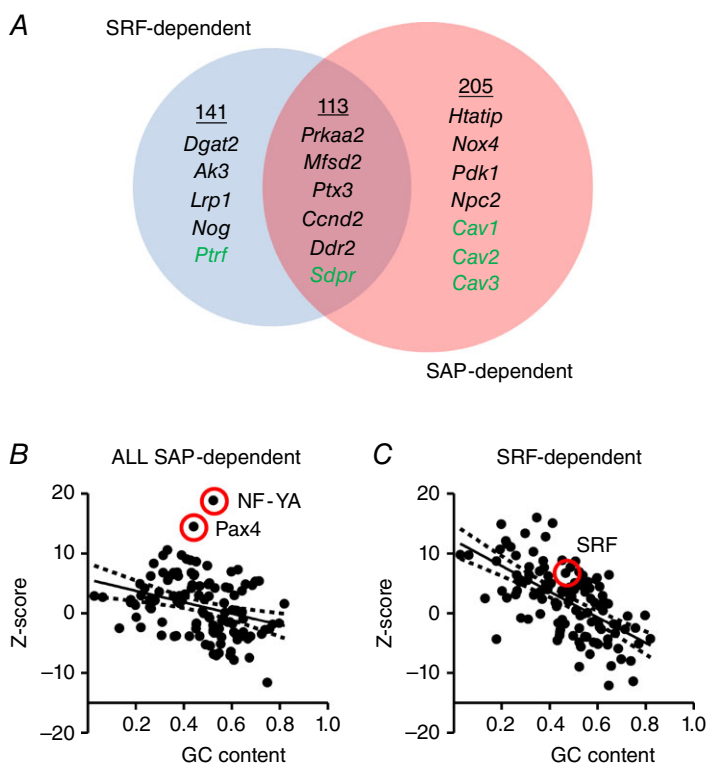 A
SRF-dependent
141
Dgat2
Ak3
Lrp1
Nog
Ptrf
113
Prkaa2
Mfsd2
Ptx3
Ccnd2
Ddr2
Sdpr
205
Htatip
Nox4
Pdk1
Npc2
Cav1
Cav2
Cav3
SAP-dependent
B
ALL SAP-dependent
20
10
0
–10
–20
Z-score
NF-YA
Pax4
0.2 0.4 0.6 0.8 1.0
GC content
C
SRF-dependent
20
10
0
–10
–20
Z-score
SRF
0.2 0.4 0.6 0.8 1.0
GC content